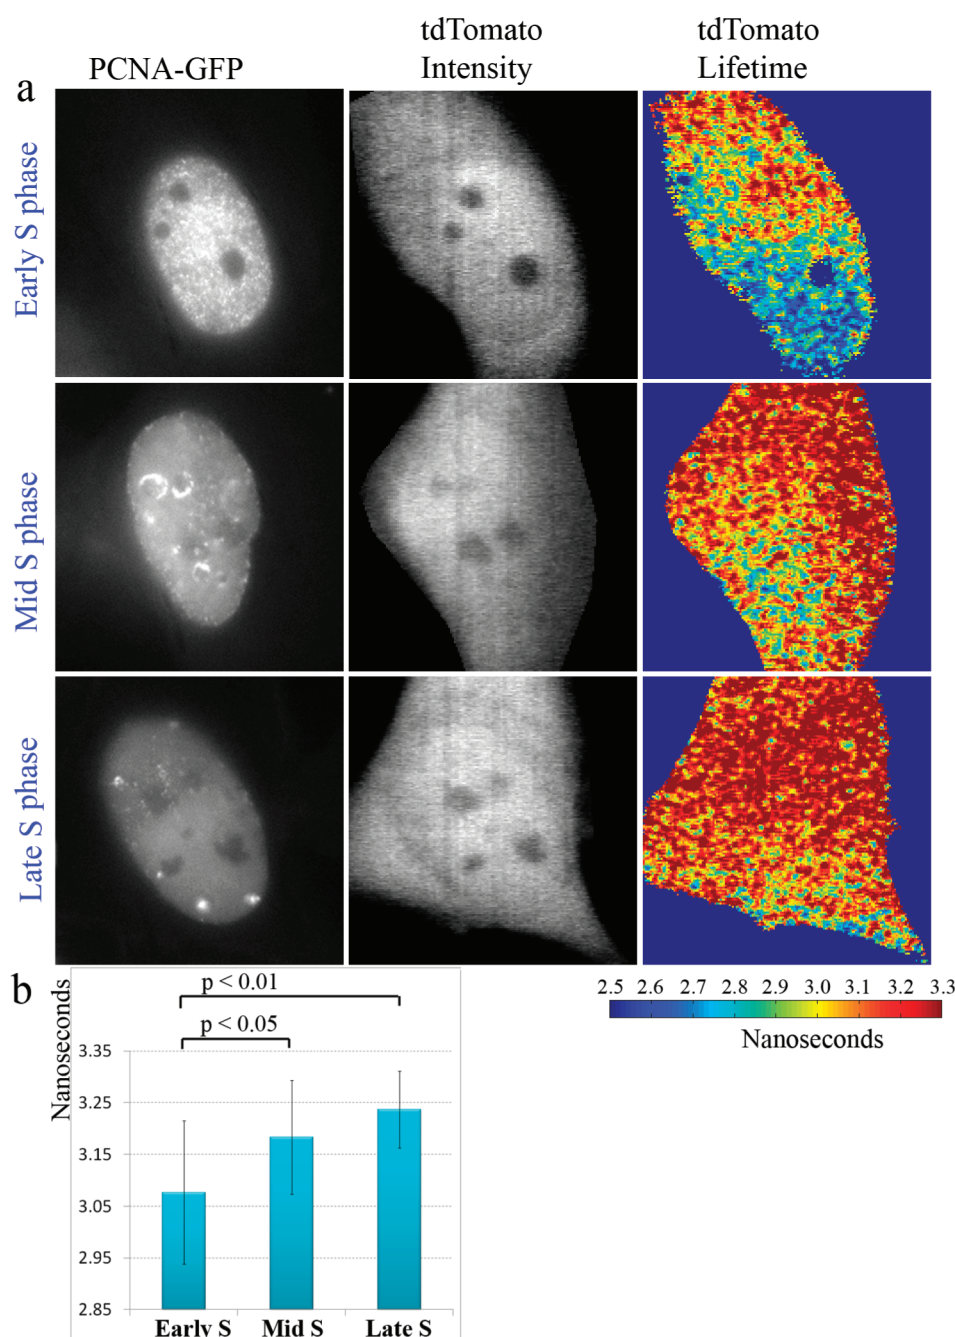 PCNA-GFP
tdTomato
Intensity
tdTomato
Lifetime
a
Early S phase
Mid S phase
Late S phase
2.5 2.6 2.7 2.8 2.9 3.0 3.1 3.2 3.3
Nanoseconds
b
p < 0.01
p < 0.05
Nanoseconds
3.35
3.25
3.15
3.05
2.95
2.85
Early S Mid S Late S